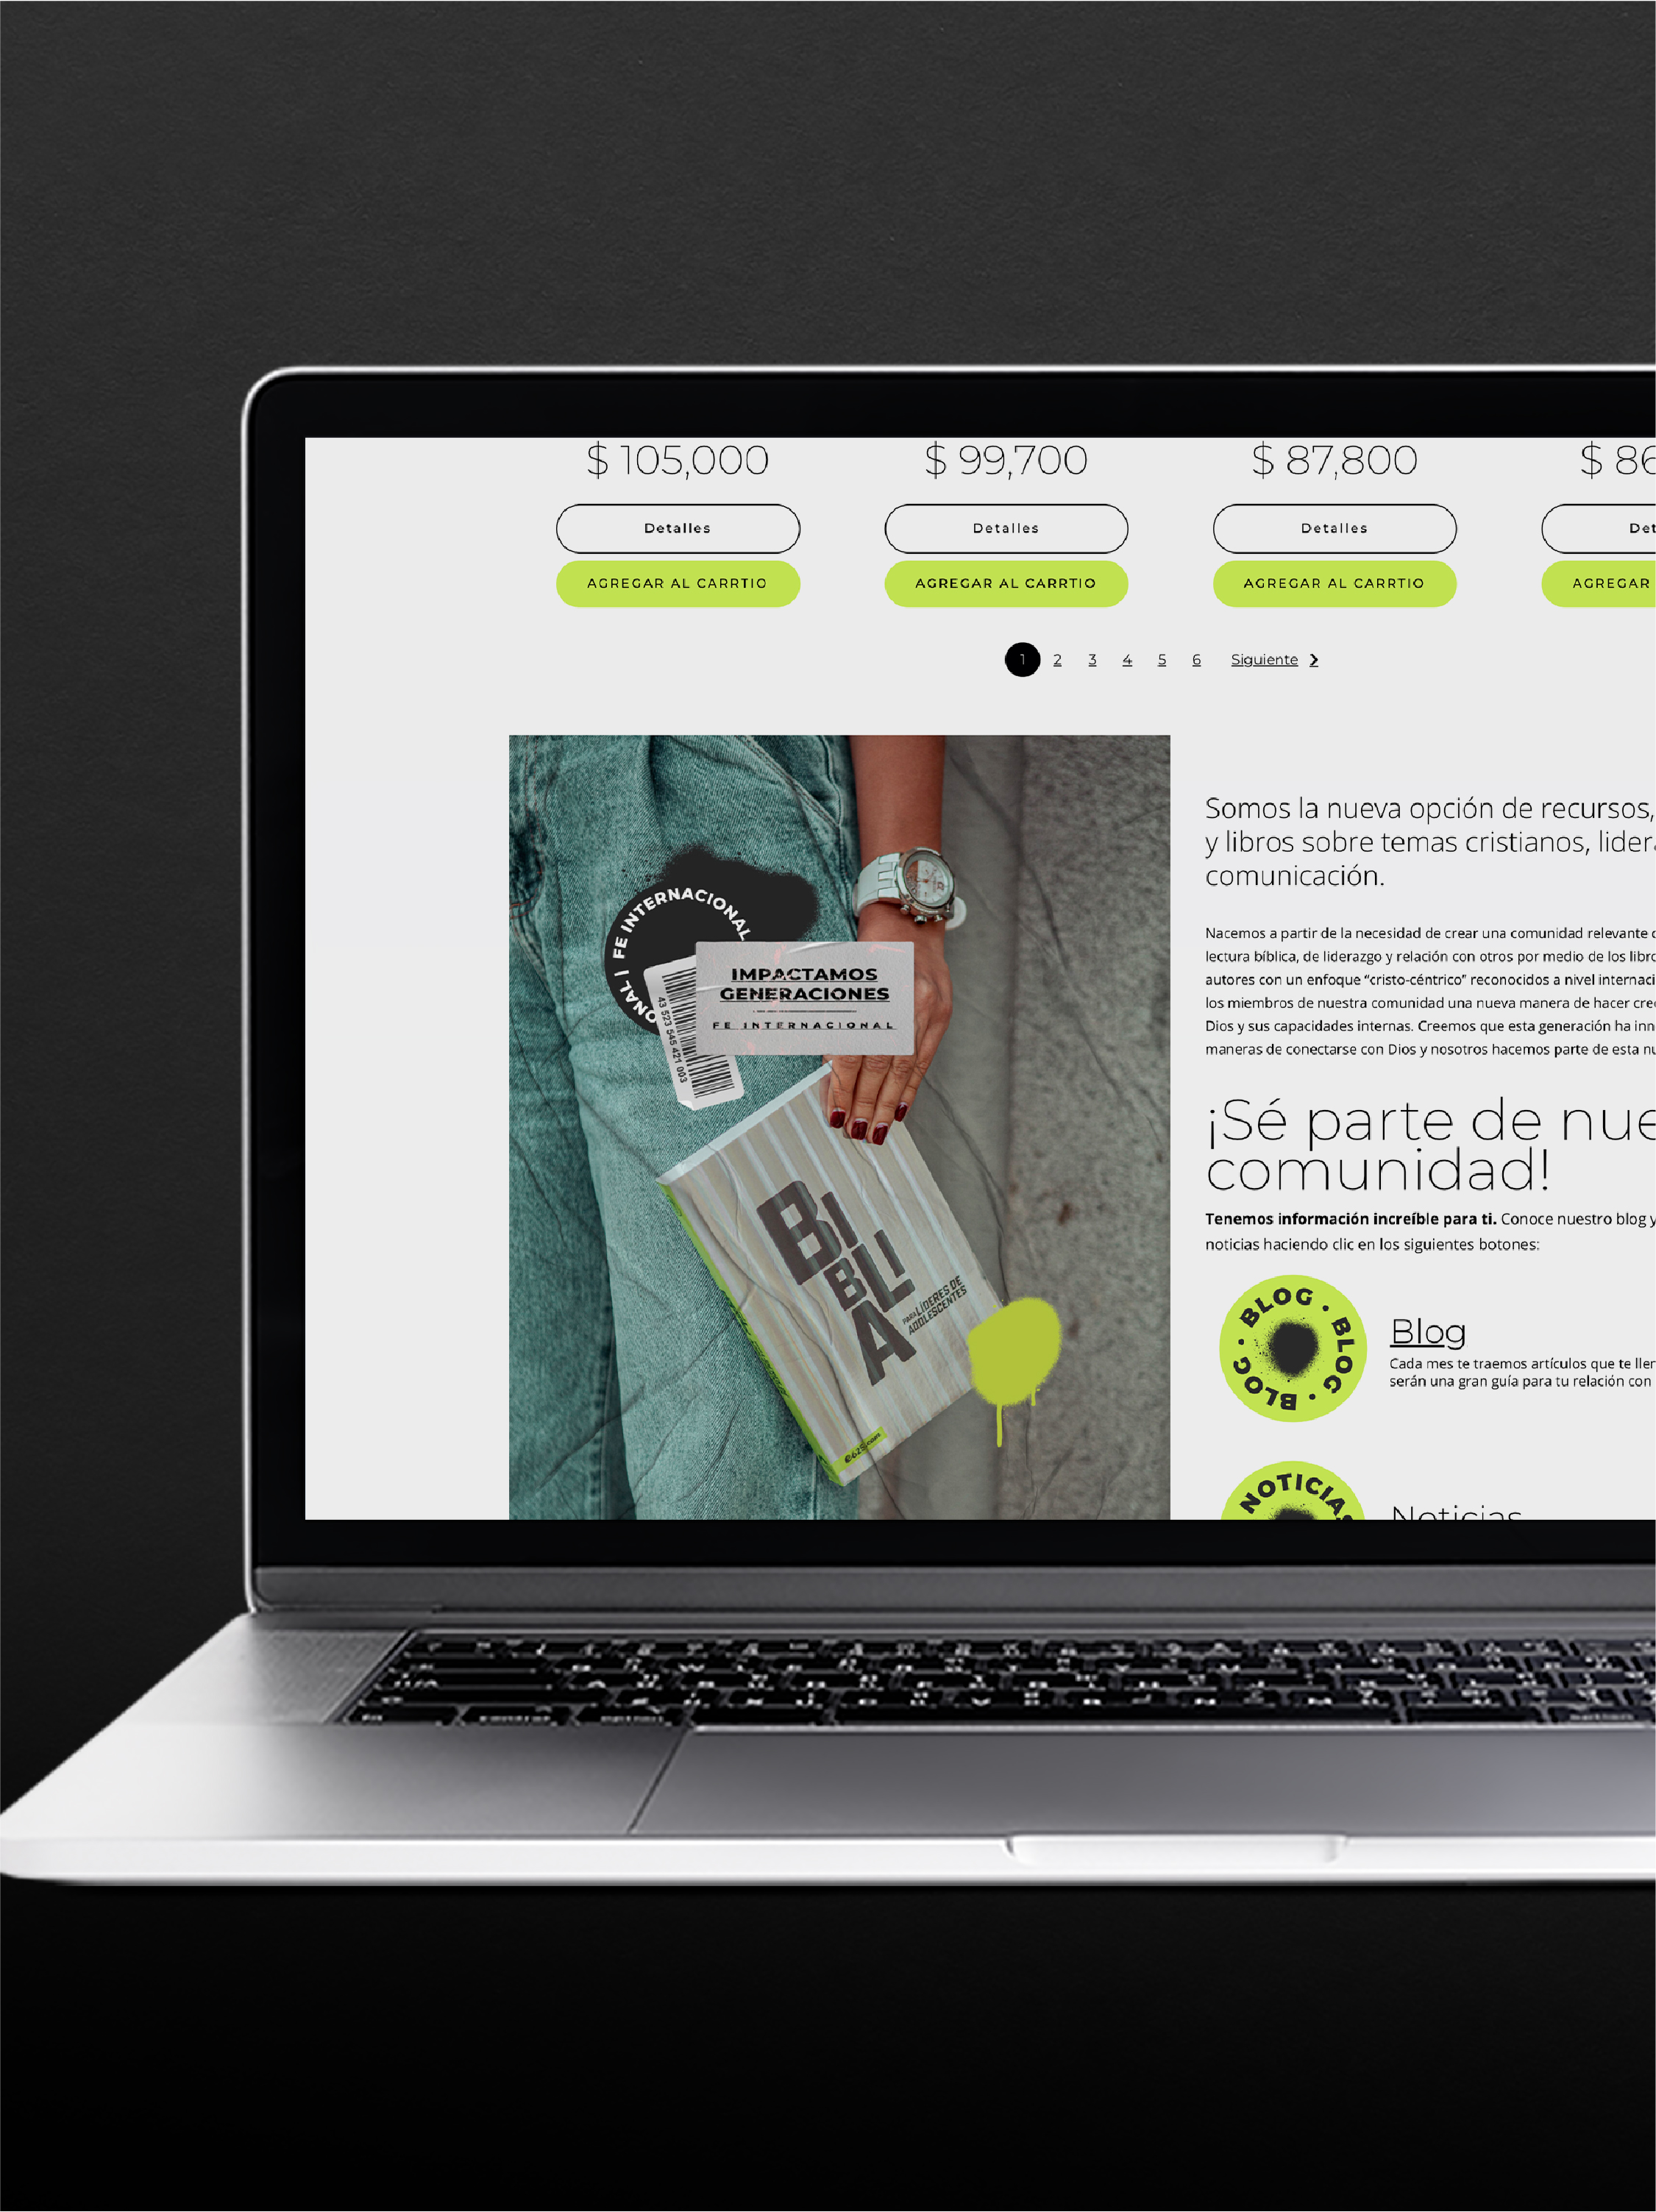 $ 105,000
$ 99,700
$ 87,800
$ 86
Detalles
Detalles
Detalles
Det
AGREGAR AL CARRTIO
AGREGAR AL CARRTIO
AGREGAR AL CARRTIO
AGREGAR
1 2 3 4 5 6 Siguiente
FE INTERNACIONAL
43 523 545 421 003
IMPACTAMOS
GENERACIONES
FE INTERNACIONAL
BI
BLI
A
PARA LÍDERES DE
ADOLESCENTES
e625.com
Somos la nueva opción de recursos,
y libros sobre temas cristianos, lider
comunicación.
Nacemos a partir de la necesidad de crear una comunidad relevante
lectura bíblica, de liderazgo y relación con otros por medio de los libro
autores con un enfoque “cristo-céntrico” reconocidos a nivel internaci
los miembros de nuestra comunidad una nueva manera de hacer cre
Dios y sus capacidades internas. Creemos que esta generación ha inn
maneras de conectarse con Dios y nosotros hacemos parte de esta nu
¡Sé parte de nue
comunidad!
Tenemos información increíble para ti. Conoce nuestro blog y
noticias haciendo clic en los siguientes botones:
BLOG · BLOG · BLOG · BLOG ·
Blog
Cada mes te traemos artículos que te ller
serán una gran guía para tu relación con
NOTICIAS
Noticias